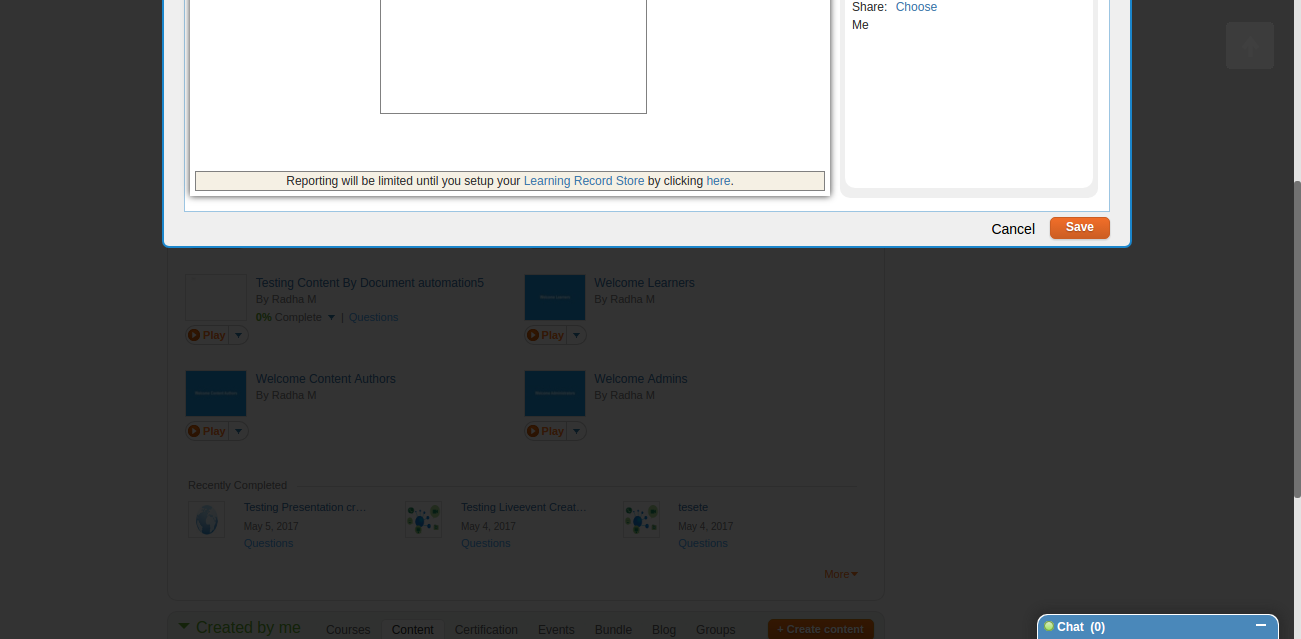 Share: Choose
Me
Reporting will be limited until you setup your Learning Record Store by clicking here.
Cancel Save
Testing Content By Document automation5
By Radha M
0% Complete | Questions
Play
Welcome Learners
By Radha M
Play
Welcome Content Authors
By Radha M
Play
Welcome Admins
By Radha M
Play
Recently Completed
Testing Presentation cr...
May 5, 2017
Questions
Testing Liveevent Creat...
May 4, 2017
Questions
tesete
May 4, 2017
Questions
More
Created by me Courses Content Certification Events Bundle Blog Groups + Create content
Chat (0)